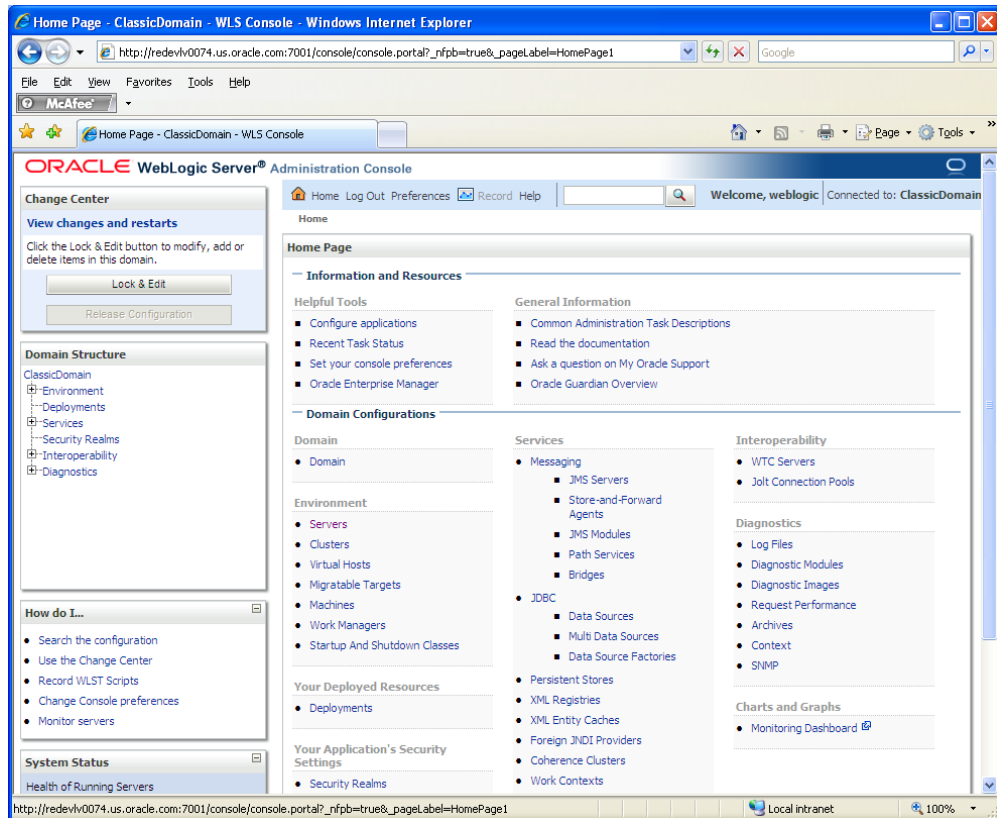 Home Page - ClassicDomain - WLS Console - Windows Internet Explorer
http://redevlv0074.us.oracle.com:7001/console/console.portal?_nfpb=true&_pageLabel=HomePage1
Google
File Edit View Favorites Tools Help
McAfee
Home Page - ClassicDomain - WLS Console
Page Tools
ORACLE WebLogic Server® Administration Console
Change Center
View changes and restarts
Click the Lock & Edit button to modify, add or
delete items in this domain.
Lock & Edit
Release Configuration
Domain Structure
ClassicDomain
Environment
Deployments
Services
Security Realms
Interoperability
Diagnostics
How do I...
Search the configuration
Use the Change Center
Record WLST Scripts
Change Console preferences
Monitor servers
System Status
Health of Running Servers
Home Log Out Preferences Record Help
Welcome, weblogic Connected to: ClassicDomain
Home
Home Page
Information and Resources
Helpful Tools
Configure applications
Recent Task Status
Set your console preferences
Oracle Enterprise Manager
General Information
Common Administration Task Descriptions
Read the documentation
Ask a question on My Oracle Support
Oracle Guardian Overview
Domain Configurations
Domain
Domain
Environment
Servers
Clusters
Virtual Hosts
Migratable Targets
Machines
Work Managers
Startup And Shutdown Classes
Your Deployed Resources
Deployments
Your Application's Security
Settings
Security Realms
Services
Messaging
JMS Servers
Store-and-Forward
Agents
JMS Modules
Path Services
Bridges
JDBC
Data Sources
Multi Data Sources
Data Source Factories
Persistent Stores
XML Registries
XML Entity Caches
Foreign JNDI Providers
Coherence Clusters
Work Contexts
Interoperability
WTC Servers
Jolt Connection Pools
Diagnostics
Log Files
Diagnostic Modules
Diagnostic Images
Request Performance
Archives
Context
SNMP
Charts and Graphs
Monitoring Dashboard
http://redevlv0074.us.oracle.com:7001/console/console.portal?_nfpb=true&_pageLabel=HomePage1
Local intranet
100%